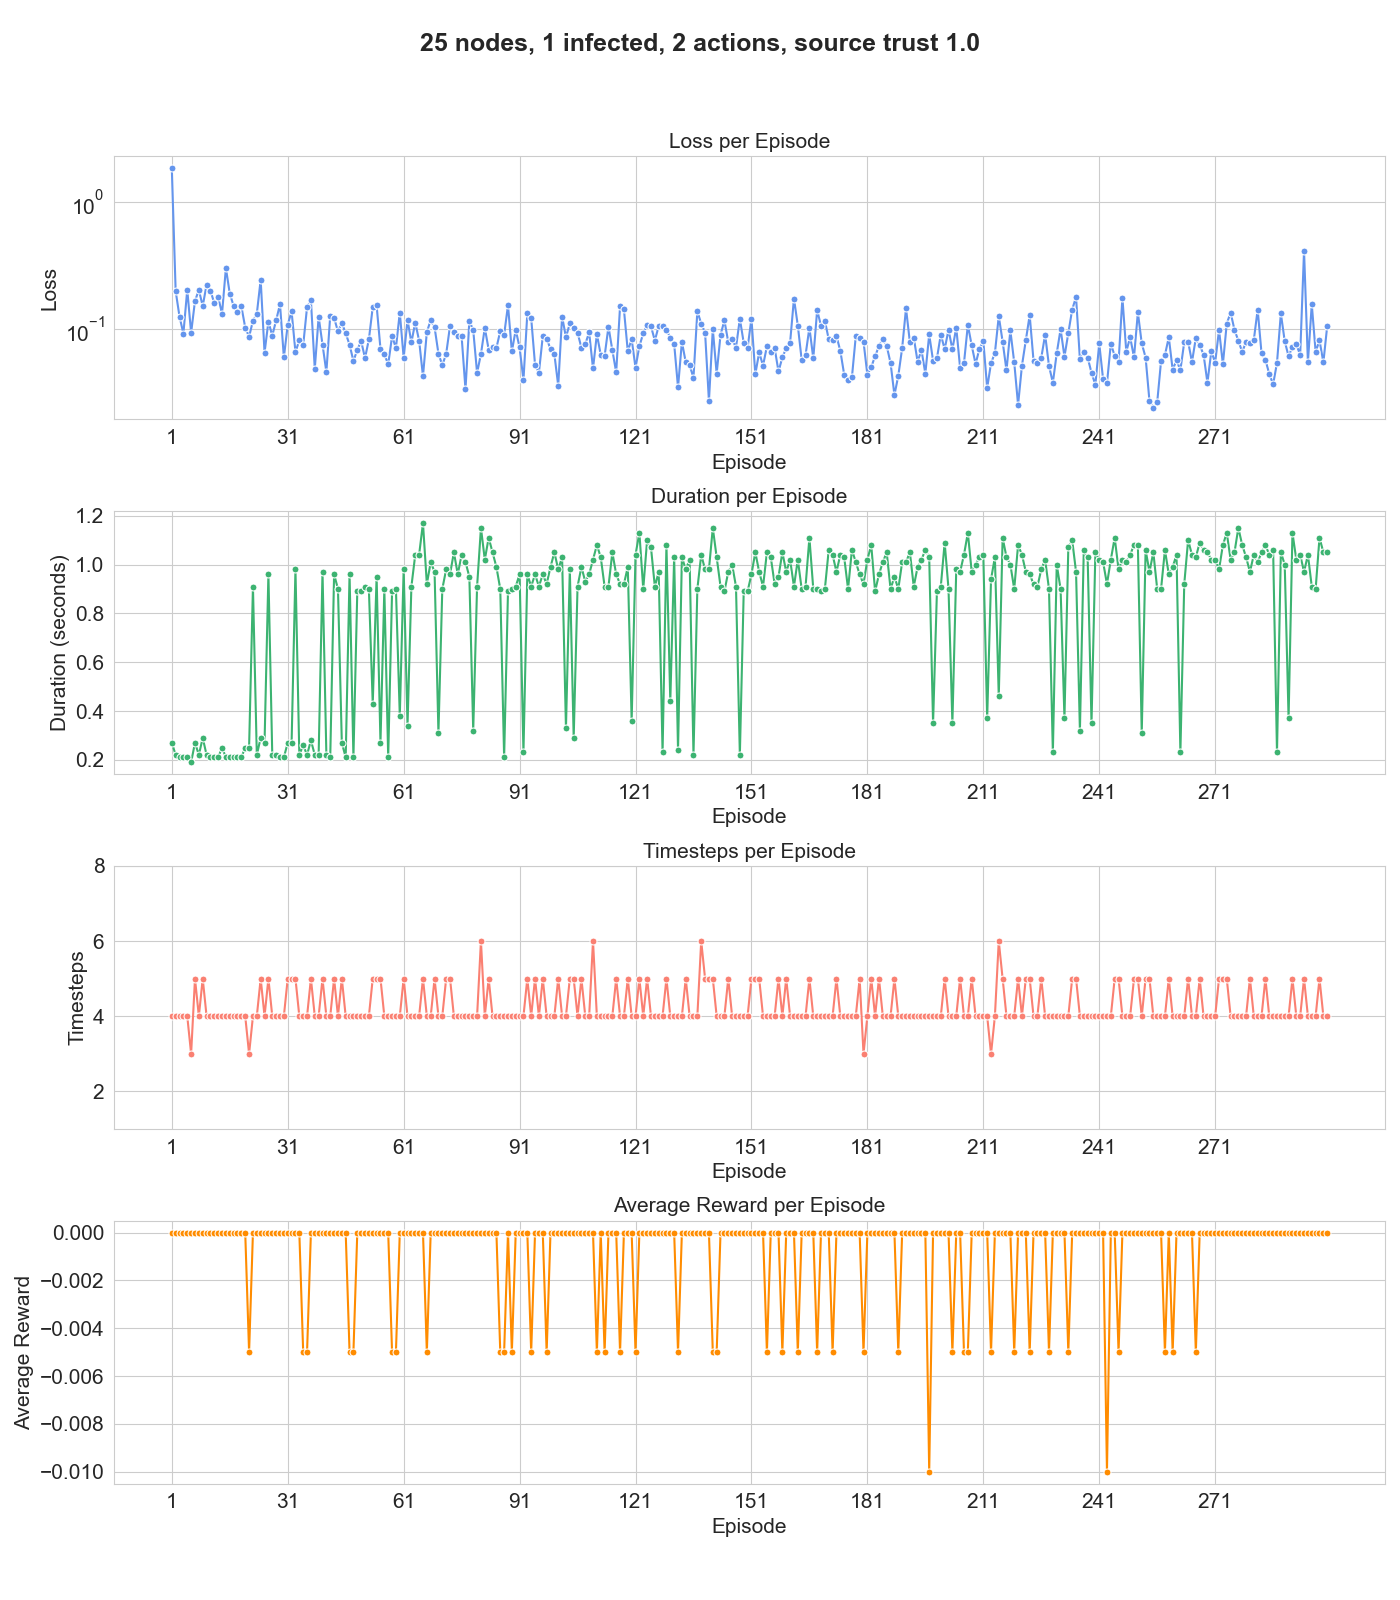 25 nodes, 1 infected, 2 actions, source trust 1.0
Loss per Episode
10^0
10^−1
Loss
1 31 61 91 121 151 181 211 241 271
Episode
Duration per Episode
1.2
1.0
0.8
0.6
0.4
0.2
Duration (seconds)
1 31 61 91 121 151 181 211 241 271
Episode
Timesteps per Episode
8
6
4
2
Timesteps
1 31 61 91 121 151 181 211 241 271
Episode
Average Reward per Episode
0.000
−0.002
−0.004
−0.006
−0.008
−0.010
Average Reward
1 31 61 91 121 151 181 211 241 271
Episode